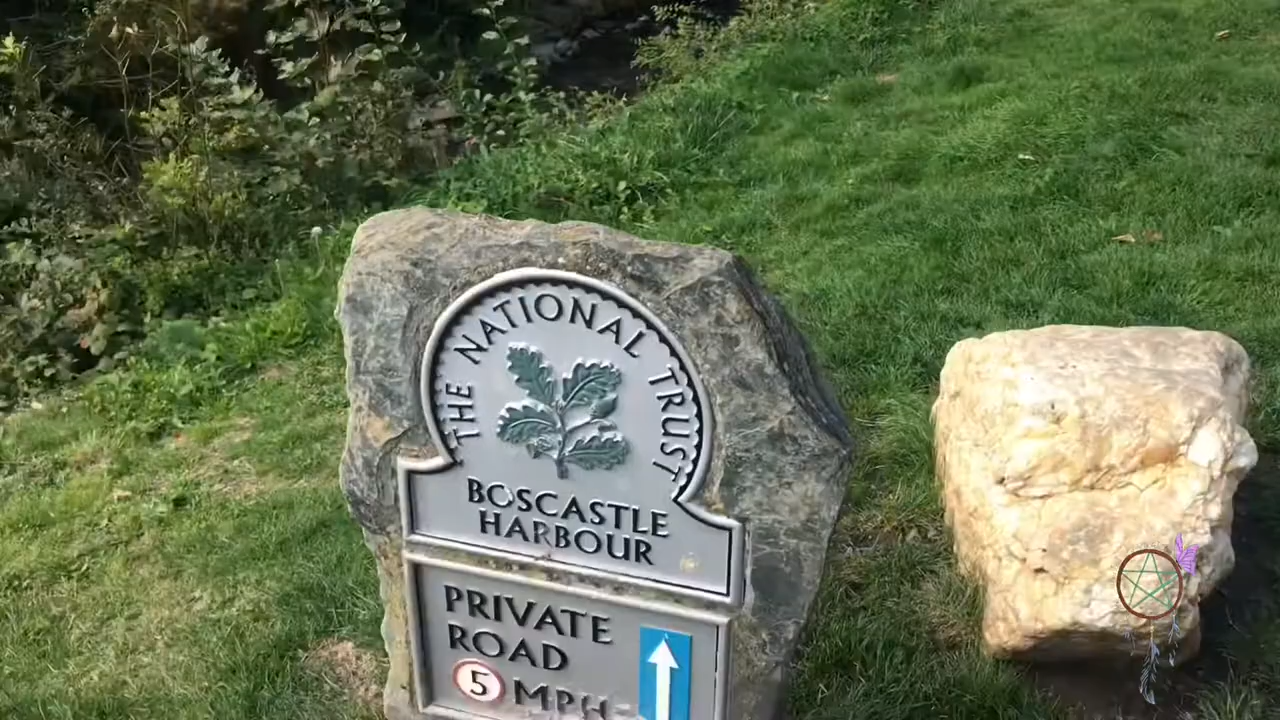 THE NATIONAL TRUST
BOSCASTLE
HARBOUR
PRIVATE
ROAD
5 MPH